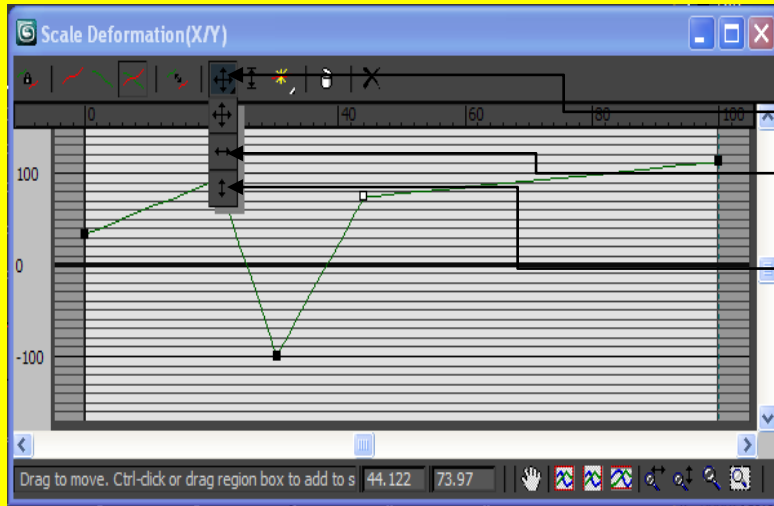 Scale Deformation(X/Y)
0 40 60 80 100
100
0
-100
Drag to move. Ctrl-click or drag region box to add to s 44.122 73.97